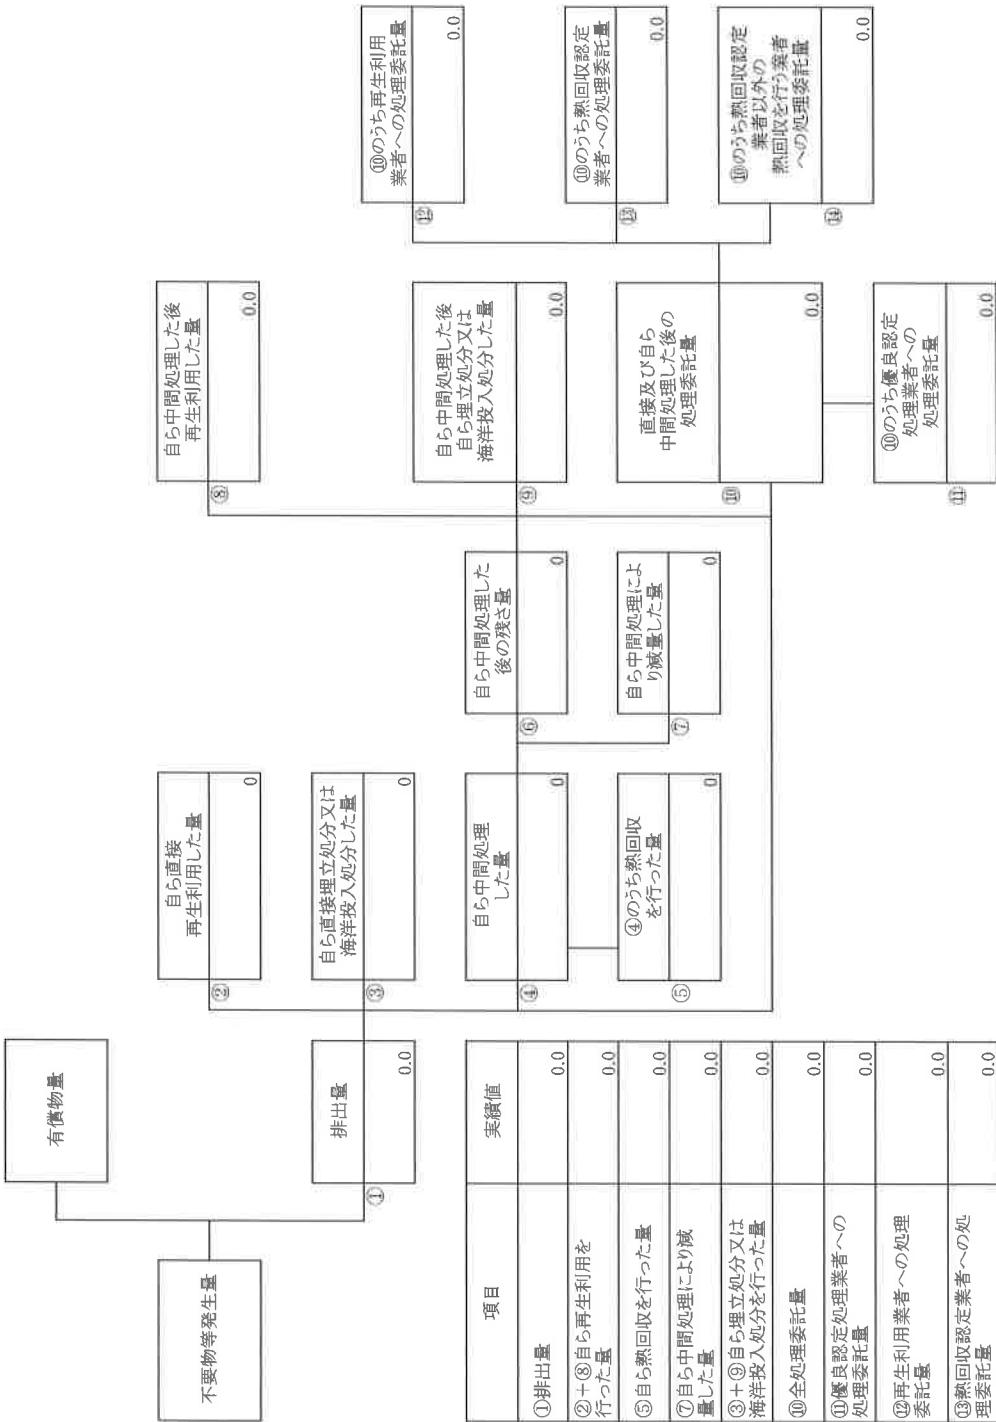 不要物等発生量
有償物量
①
排出量
0.0
②
自ら直接
再生利用した量
0
③
自ら直接埋立処分又は
海洋投入処分した量
0
④
自ら中間処理
した量
0
⑤
④のうち熱回収
を行った量
0
⑥
自ら中間処理した
後の残さ量
0
⑦
自ら中間処理によ
り減量した量
0
⑧
自ら中間処理した後
再生利用した量
0.0
⑨
自ら中間処理した後
自ら埋立処分又は
海洋投入処分した量
0.0
⑩
直接及び自ら
中間処理した後の
処理委託量
0.0
⑪
⑩のうち優良認定
処理業者への
処理委託量
0.0
⑫
⑩のうち再生利用
業者への処理委託量
0.0
⑬
⑩のうち熱回収認定
業者への処理委託量
0.0
⑭
⑩のうち熱回収認定
業者以外の
熱回収を行う業者
への処理委託量
0.0
項目
実績値
①排出量
0.0
②+⑧自ら再生利用を
行った量
0.0
⑤自ら熱回収を行った量
0.0
⑦自ら中間処理により減
量した量
0.0
③+⑨自ら埋立処分又は
海洋投入処分を行った量
0.0
⑩全処理委託量
0.0
⑪優良認定処理業者への
処理委託量
0.0
⑫再生利用業者への処理
委託量
0.0
⑬熱回収認定業者への処
理委託量
0.0